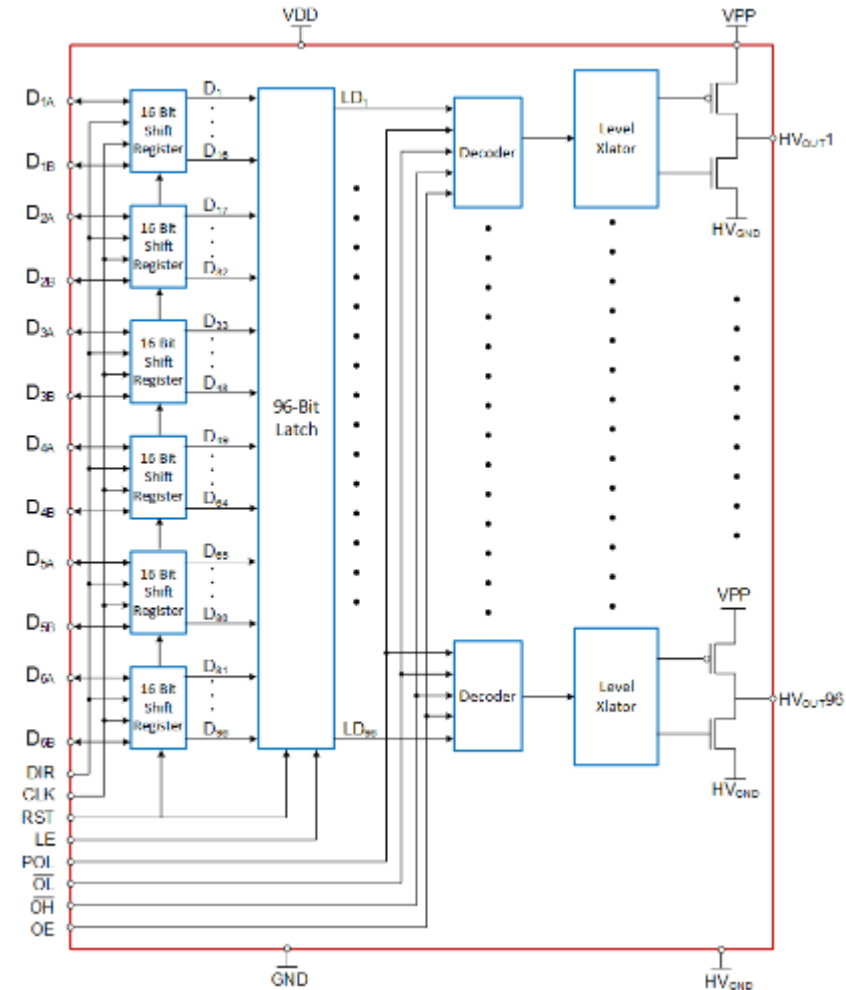 VDD
VPP
D1A
D1B
16 Bit
Shift
Register
D1
D16
D2A
D2B
16 Bit
Shift
Register
D17
D32
D3A
D3B
16 Bit
Shift
Register
D33
D48
D4A
D4B
16 Bit
Shift
Register
D49
D64
D5A
D5B
16 Bit
Shift
Register
D65
D80
D6A
D6B
16 Bit
Shift
Register
D81
D96
96-Bit
Latch
LD1
LD96
Decoder
Level
Xlator
HVOUT1
HVGND
VPP
Decoder
Level
Xlator
HVOUT96
HVGND
DIR
CLK
RST
LE
POL
OL
OH
OE
GND
HVGND